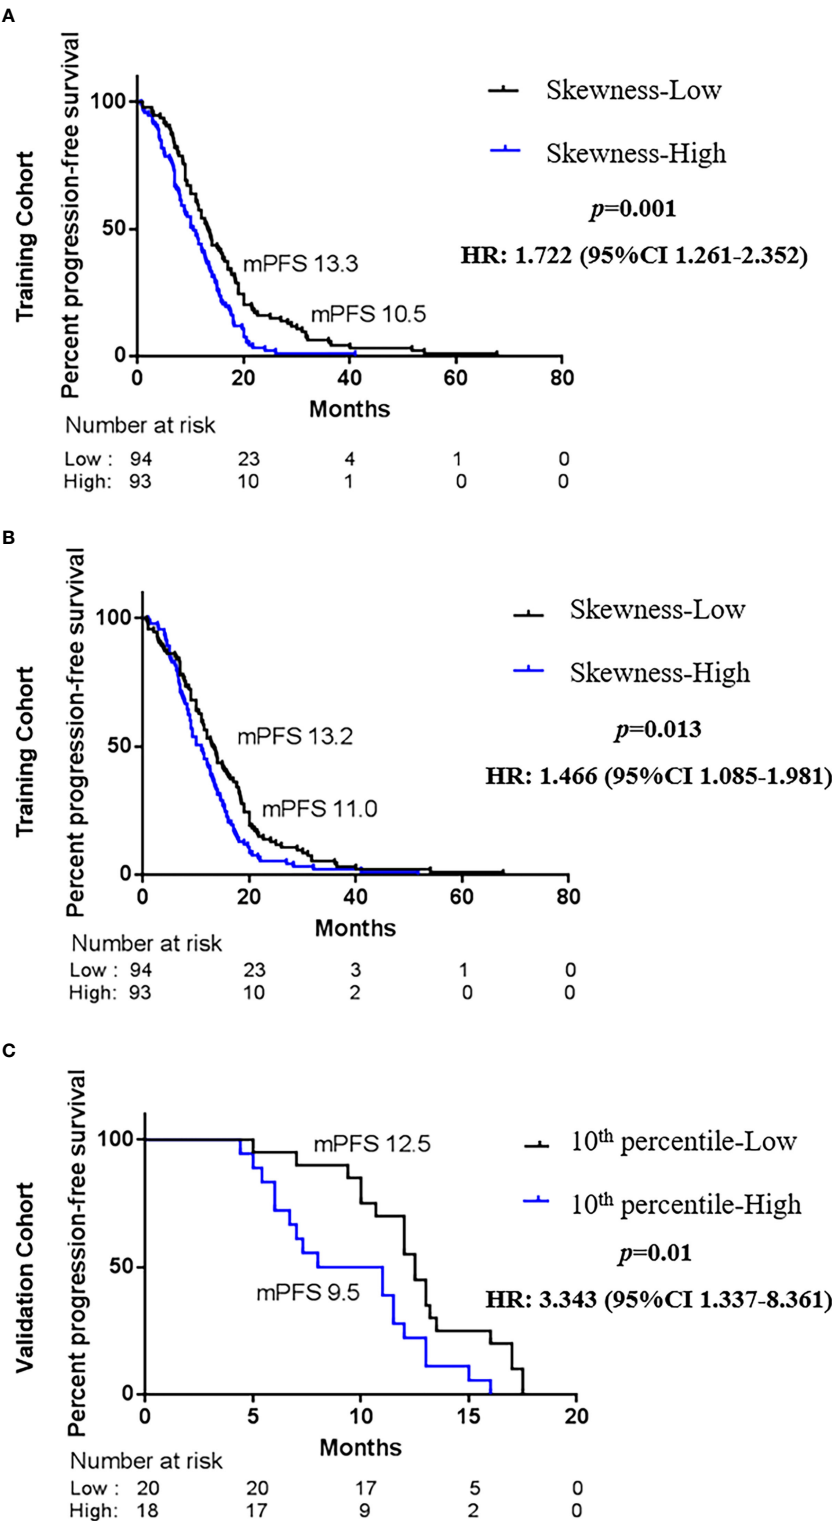 A
Training Cohort
Percent progression-free survival
100
50
0
0 20 40 60 80
Months
Skewness-Low
Skewness-High
p=0.001
HR: 1.722 (95%CI 1.261-2.352)
mPFS 13.3
mPFS 10.5
Number at risk
Low : 94 23 4 1 0
High: 93 10 1 0 0
B
Training Cohort
Percent progression-free survival
100
50
0
0 20 40 60 80
Months
Skewness-Low
Skewness-High
p=0.013
HR: 1.466 (95%CI 1.085-1.981)
mPFS 13.2
mPFS 11.0
Number at risk
Low : 94 23 3 1 0
High: 93 10 2 0 0
C
Validation Cohort
Percent progression-free survival
100
50
0
0 5 10 15 20
Months
mPFS 12.5
10th percentile-Low
10th percentile-High
p=0.01
HR: 3.343 (95%CI 1.337-8.361)
mPFS 9.5
Number at risk
Low : 20 20 17 5 0
High: 18 17 9 2 0